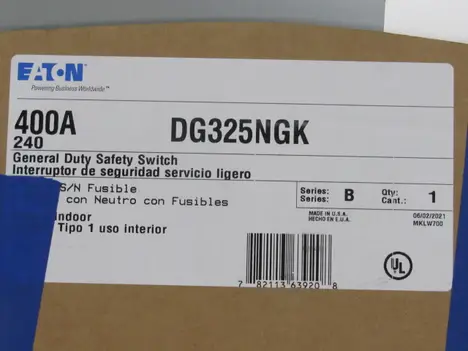 EATON
Powering Business Worldwide™
400A
DG325NGK
240
General Duty Safety Switch
Interruptor de seguridad servicio ligero
S/N Fusible
con Neutro con Fusibles
Indoor
Tipo 1 uso interior
Series: B Qty: 1
Series: Cant.:
MADE IN U.S.A.
HECHO EN E.U.A.
06/02/2021
MKLW700
7 82113 63920 8
UL